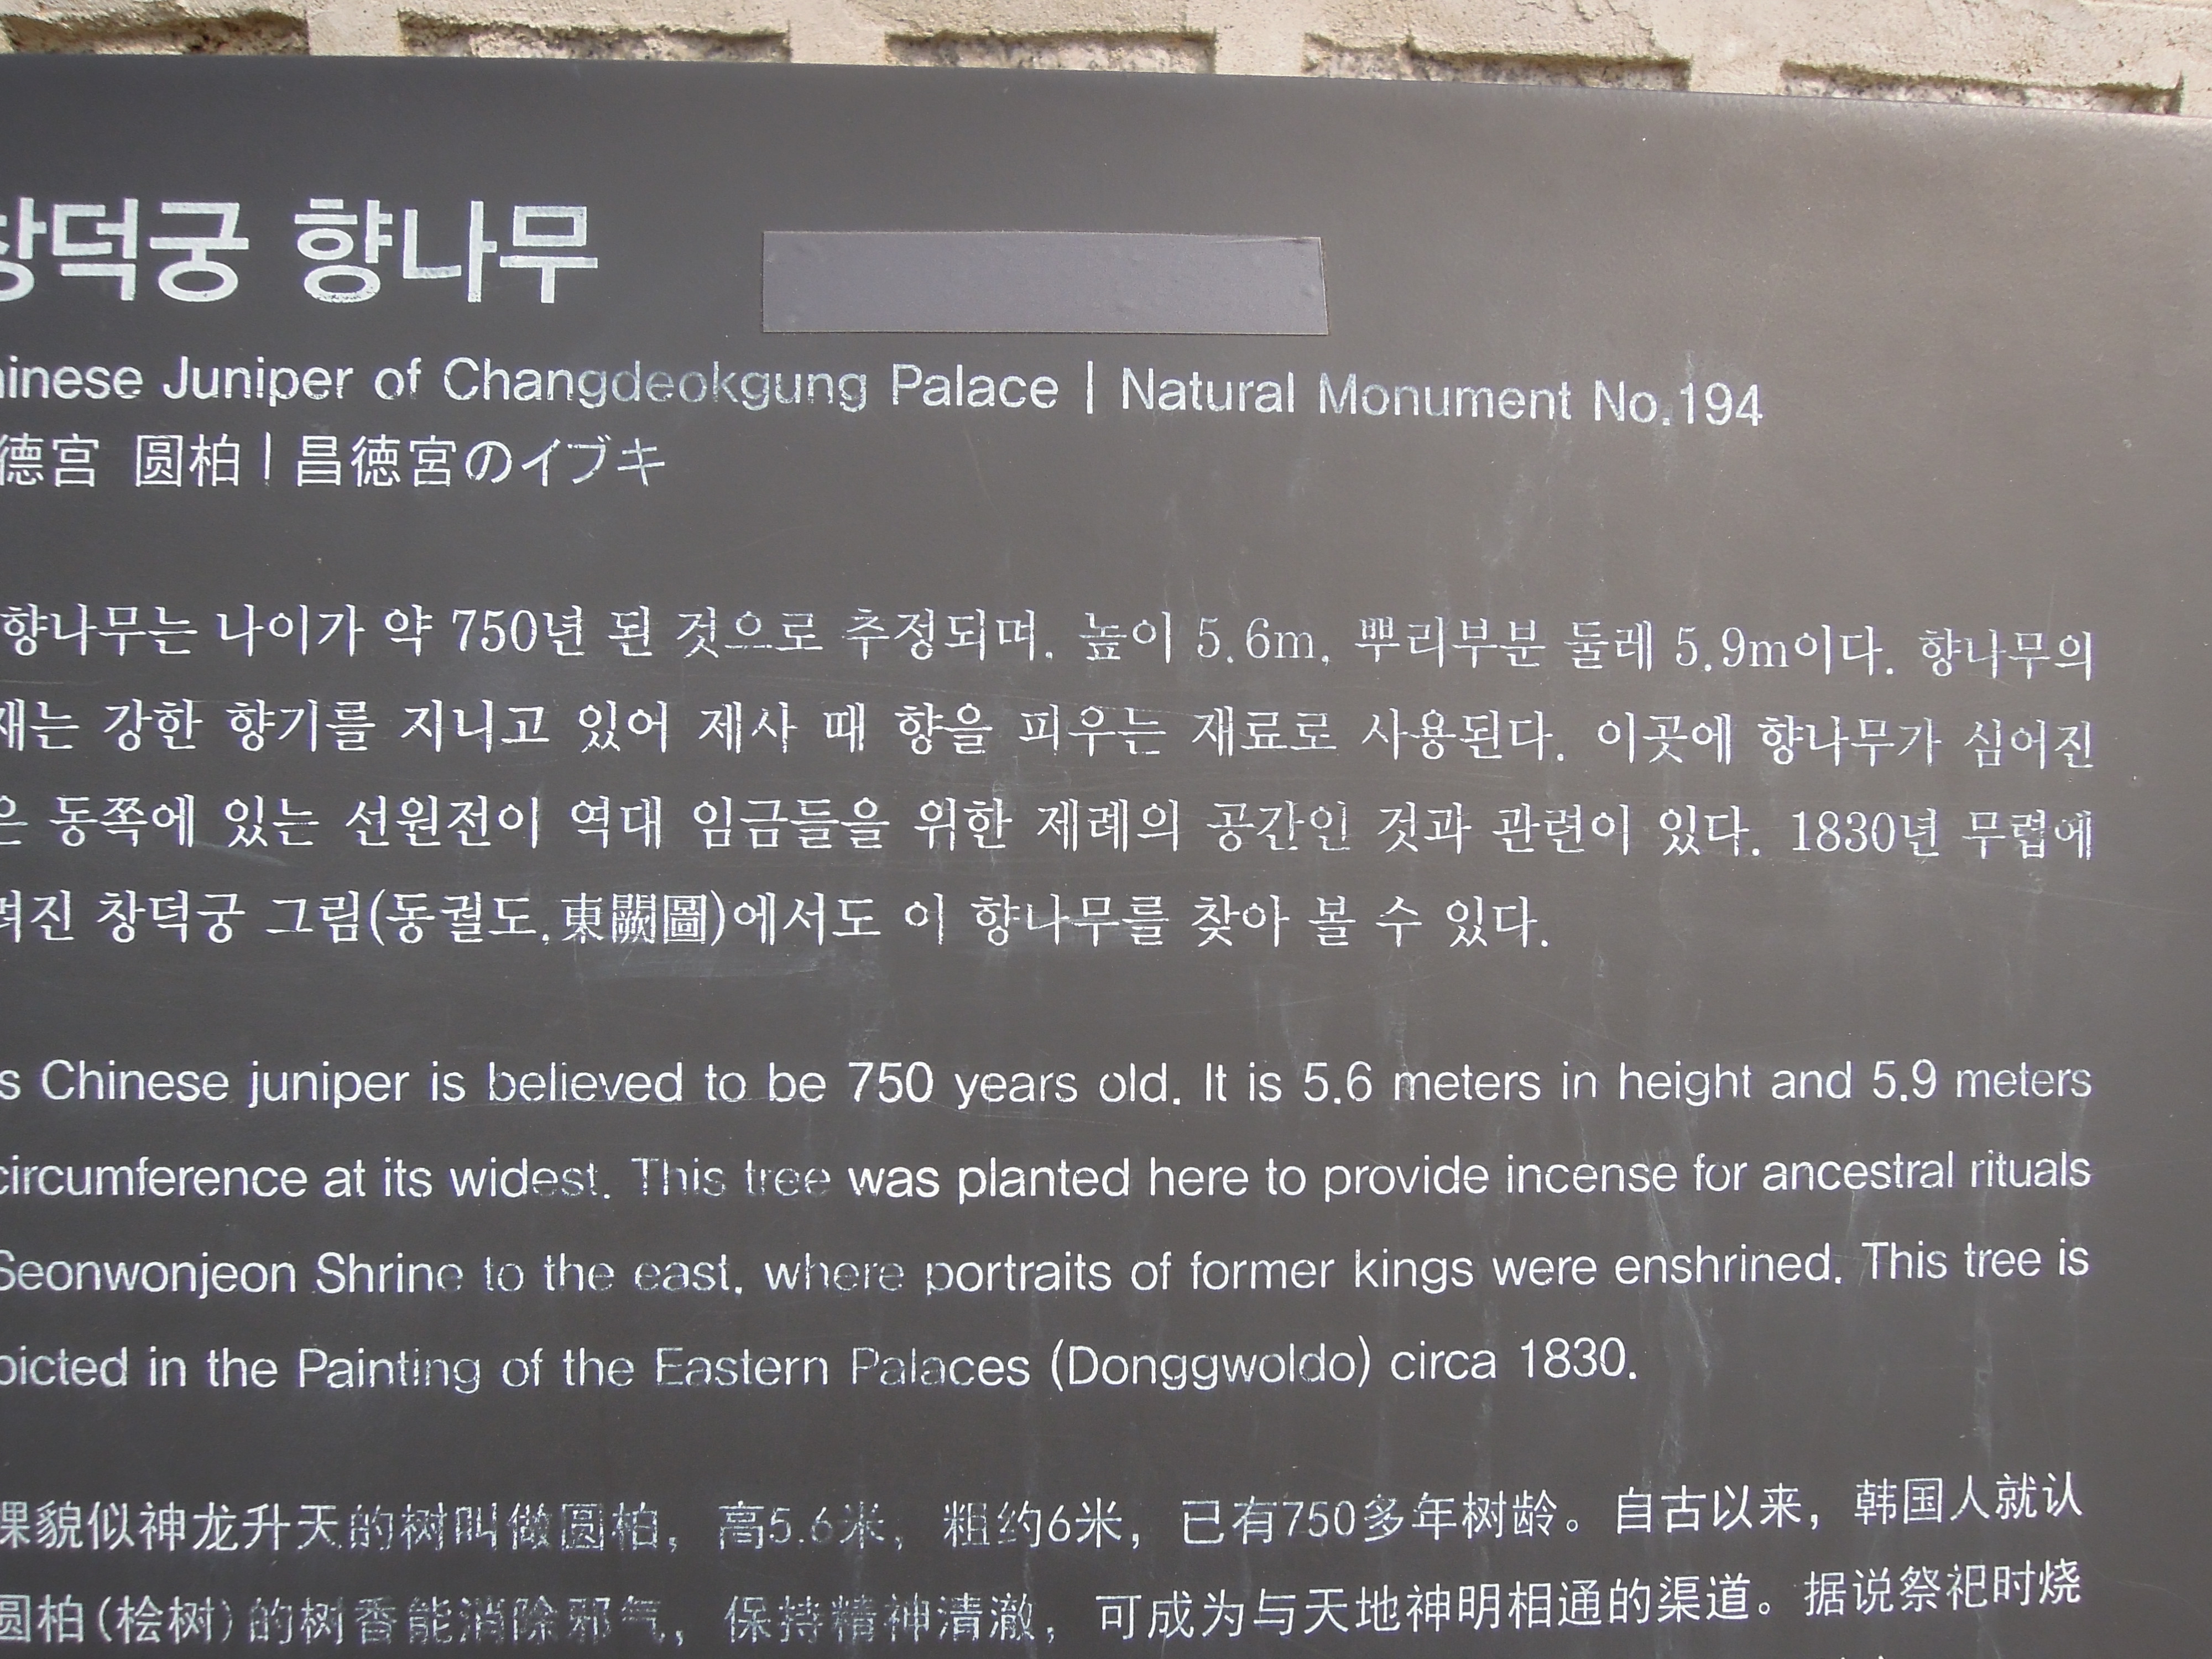 창덕궁 향나무
hinese Juniper of Changdeokgung Palace | Natural Monument No.194
德宫 圆柏 | 昌徳宮のイブキ
향나무는 나이가 약 750년 된 것으로 추정되며, 높이 5.6m, 뿌리부분 둘레 5.9m이다. 향나무의
재는 강한 향기를 지니고 있어 제사 때 향을 피우는 재료로 사용된다. 이곳에 향나무가 심어진
은 동쪽에 있는 선원전이 역대 임금들을 위한 제례의 공간인 것과 관련이 있다. 1830년 무렵에
려진 창덕궁 그림(동궐도,東闕圖)에서도 이 향나무를 찾아 볼 수 있다.
s Chinese juniper is believed to be 750 years old. It is 5.6 meters in height and 5.9 meters
circumference at its widest. This tree was planted here to provide incense for ancestral rituals
Seonwonjeon Shrine to the east, where portraits of former kings were enshrined. This tree is
picted in the Painting of the Eastern Palaces (Donggwoldo) circa 1830.
棵貌似神龙升天的树叫做圆柏，高5.6米，粗约6米，已有750多年树龄。自古以来，韩国人就认
圆柏(桧树)的树香能消除邪气，保持精神清澈，可成为与天地神明相通的渠道。据说祭祀时烧